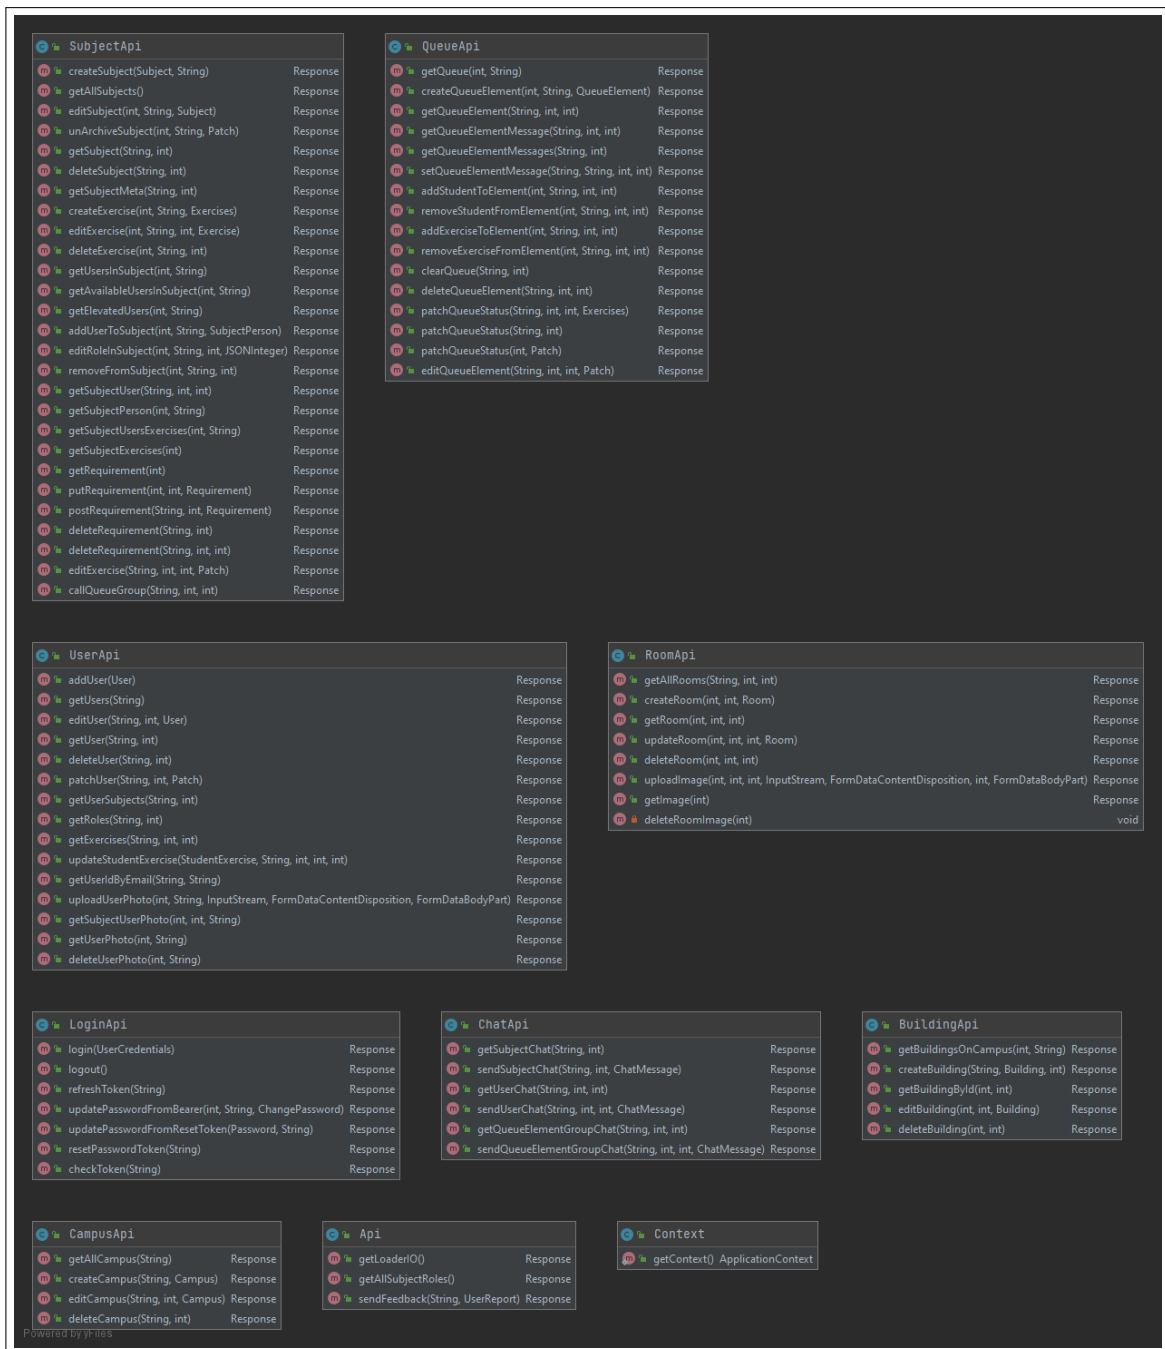 SubjectApi
createSubject(Subject, String) Response
getAllSubjects() Response
editSubject(int, String, Subject) Response
unArchiveSubject(int, String, Patch) Response
getSubject(String, int) Response
deleteSubject(String, int) Response
getSubjectMeta(String, int) Response
createExercise(int, String, Exercises) Response
editExercise(int, String, int, Exercise) Response
deleteExercise(int, String, int) Response
getUsersInSubject(int, String) Response
getAvailableUsersInSubject(int, String) Response
getElevatedUsers(int, String) Response
addUserToSubject(int, String, SubjectPerson) Response
editRoleInSubject(int, String, int, JSONInteger) Response
removeFromSubject(int, String, int) Response
getSubjectUser(String, int, int) Response
getSubjectPerson(int, String) Response
getSubjectUsersExercises(int, String) Response
getSubjectExercises(int) Response
getRequirement(int) Response
putRequirement(int, int, Requirement) Response
postRequirement(String, int, Requirement) Response
deleteRequirement(String, int) Response
deleteRequirement(String, int, int) Response
editExercise(String, int, int, Patch) Response
callQueueGroup(String, int, int) Response
QueueApi
getQueue(int, String) Response
createQueueElement(int, String, QueueElement) Response
getQueueElement(String, int, int) Response
getQueueElementMessage(String, int, int) Response
getQueueElementMessages(String, int) Response
setQueueElementMessage(String, String, int, int) Response
addStudentToElement(int, String, int, int) Response
removeStudentFromElement(int, String, int, int) Response
addExerciseToElement(int, String, int, int) Response
removeExerciseFromElement(int, String, int, int) Response
clearQueue(String, int) Response
deleteQueueElement(String, int, int) Response
patchQueueStatus(String, int, int, Exercises) Response
patchQueueStatus(String, int) Response
patchQueueStatus(int, Patch) Response
editQueueElement(String, int, int, Patch) Response
UserApi
addUser(User) Response
getUsers(String) Response
editUser(String, int, User) Response
getUser(String, int) Response
deleteUser(String, int) Response
patchUser(String, int, Patch) Response
getUserSubjects(String, int) Response
getRoles(String, int) Response
getExercises(String, int, int) Response
updateStudentExercise(StudentExercise, String, int, int, int) Response
getUserIdByEmail(String, String) Response
uploadUserPhoto(int, String, InputStream, FormDataContentDisposition, FormDataBodyPart) Response
getSubjectUserPhoto(int, int, String) Response
getUserPhoto(int, String) Response
deleteUserPhoto(int, String) Response
RoomApi
getAllRooms(String, int, int) Response
createRoom(int, int, Room) Response
getRoom(int, int, int) Response
updateRoom(int, int, int, Room) Response
deleteRoom(int, int, int) Response
uploadImage(int, int, int, InputStream, FormDataContentDisposition, int, FormDataBodyPart) Response
getImage(int) Response
deleteRoomImage(int) void
LoginApi
login(UserCredentials) Response
logout() Response
refreshToken(String) Response
updatePasswordFromBearer(int, String, ChangePassword) Response
updatePasswordFromResetToken(Password, String) Response
resetPasswordToken(String) Response
checkToken(String) Response
ChatApi
getSubjectChat(String, int) Response
sendSubjectChat(String, int, ChatMessage) Response
getUserChat(String, int, int) Response
sendUserChat(String, int, int, ChatMessage) Response
getQueueElementGroupChat(String, int, int) Response
sendQueueElementGroupChat(String, int, int, ChatMessage) Response
BuildingApi
getBuildingsOnCampus(int, String) Response
createBuilding(String, Building, int) Response
getBuildingById(int, int) Response
editBuilding(int, int, Building) Response
deleteBuilding(int, int) Response
CampusApi
getAllCampus(String) Response
createCampus(String, Campus) Response
editCampus(String, int, Campus) Response
deleteCampus(String, int) Response
Api
getLoaderIO() Response
getAllSubjectRoles() Response
sendFeedback(String, UserReport) Response
Context
getContext() ApplicationContext
Powered by yFiles